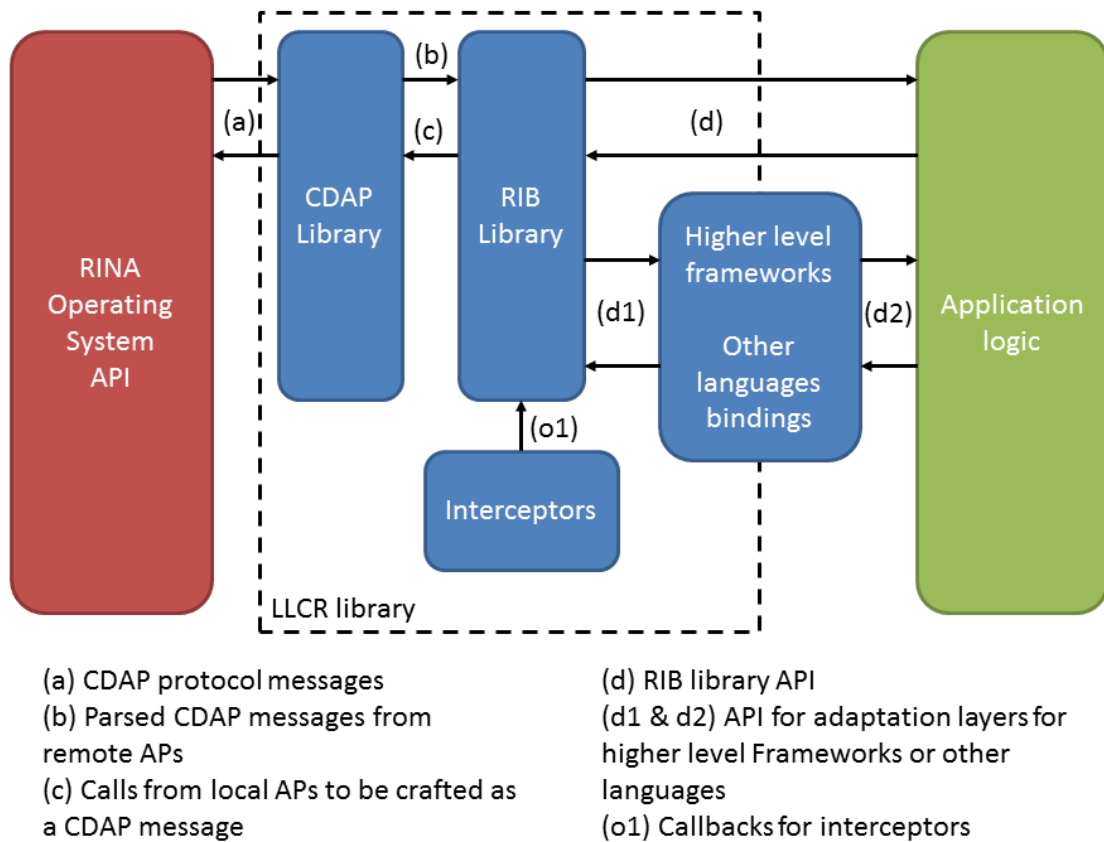 RINA
Operating
System
API
(a)
CDAP
Library
(b)
(c)
RIB
Library
(d)
Higher level
frameworks
Other
languages
bindings
(d1)
(d2)
Application
logic
(o1)
Interceptors
LLCR library
(a) CDAP protocol messages
(b) Parsed CDAP messages from
remote APs
(c) Calls from local APs to be crafted as
a CDAP message
(d) RIB library API
(d1 & d2) API for adaptation layers for
higher level Frameworks or other
languages
(o1) Callbacks for interceptors